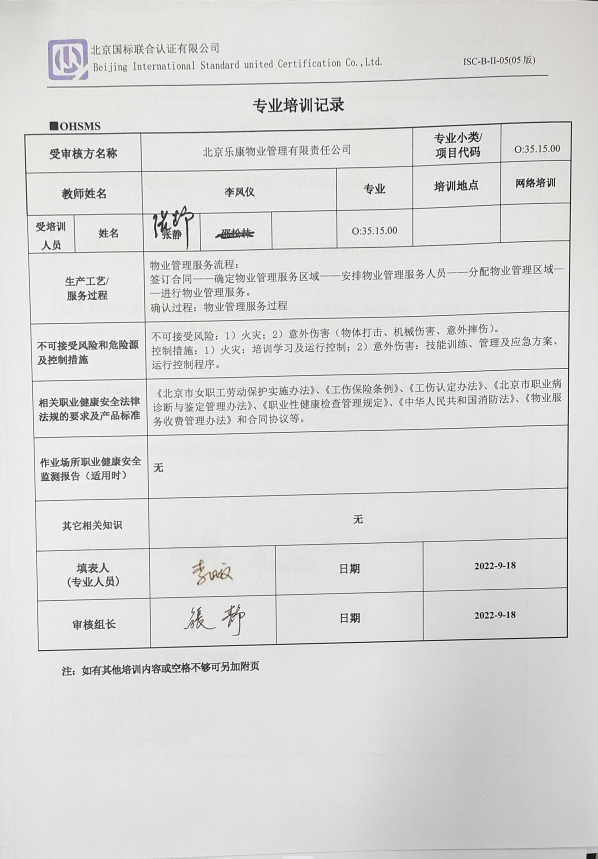 北京国标联合认证有限公司
Beijing International Standard united Certification Co.,Ltd.
ISC-B-II-05(05 版)
专业培训记录
■OHSMS
受审核方名称 北京乐康物业管理有限责任公司 专业小类/
项目代码 O:35.15.00
教师姓名 李凤仪 专业 培训地点 网络培训
受培训
人员 姓名 张静 张静 O:35.15.00
生产工艺/
服务过程
物业管理服务流程:
签订合同——确定物业管理服务区域——安排物业管理服务人员——分配物业管理区域—
—进行物业管理服务。
确认过程:物业管理服务过程
不可接受风险和危险源
及控制措施
不可接受风险:1)火灾;2)意外伤害(物体打击、机械伤害、意外摔伤)。
控制措施:1)火灾:培训学习及运行控制;2)意外伤害:技能训练、管理及应急方案、
运行控制程序。
相关职业健康安全法律
法规的要求及产品标准
《北京市女职工劳动保护实施办法》、《工伤保险条例》、《工伤认定办法》、《北京市职业病
诊断与鉴定管理办法》、《职业性健康检查管理规定》、《中华人民共和国消防法》、《物业服
务收费管理办法》和合同协议等。
作业场所职业健康安全
监测报告(适用时)
无
其它相关知识 无
填表人
(专业人员)
日期 2022-9-18
审核组长 張静 日期 2022-9-18
注:如有其他培训内容或空格不够可另加附页